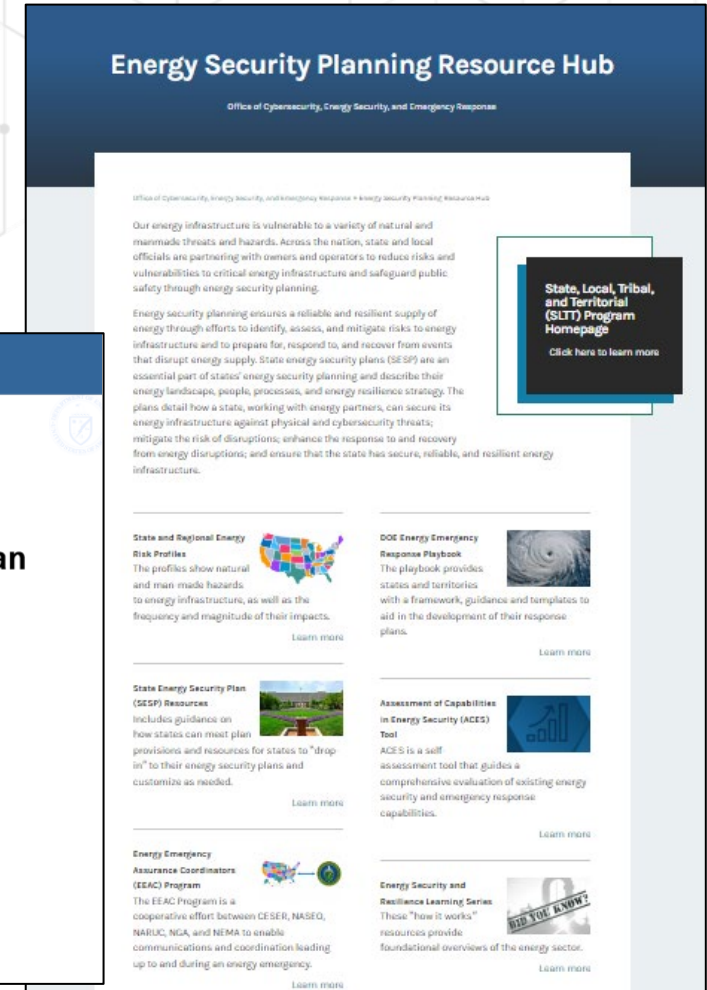 Energy Security Planning Resource Hub
Office of Cybersecurity, Energy Security, and Emergency Response
Office of Cybersecurity, Energy Security, and Emergency Response » Energy Security Planning Resource Hub
Our energy infrastructure is vulnerable to a variety of natural and
manmade threats and hazards. Across the nation, state and local
officials are partnering with owners and operators to reduce risks and
vulnerabilities to critical energy infrastructure and safeguard public
safety through energy security planning.
Energy security planning ensures a reliable and resilient supply of
energy through efforts to identify, assess, and mitigate risks to energy
infrastructure and to prepare for, respond to, and recover from events
that disrupt energy supply. State energy security plans (SESP) are an
essential part of states' energy security planning and describe their
energy landscape, people, processes, and energy resilience strategy. The
plans detail how a state, working with energy partners, can secure its
energy infrastructure against physical and cybersecurity threats;
mitigate the risk of disruptions; enhance the response to and recovery
from energy disruptions; and ensure that the state has secure, reliable, and resilient energy
infrastructure.
State, Local, Tribal,
and Territorial
(SLTT) Program
Homepage
Click here to learn more
an
State and Regional Energy
Risk Profiles
The profiles show natural
and man-made hazards
to energy infrastructure, as well as the
frequency and magnitude of their impacts.
Learn more
DOE Energy Emergency
Response Playbook
The playbook provides
states and territories
with a framework, guidance and templates to
aid in the development of their response
plans.
Learn more
State Energy Security Plan
(SESP) Resources
Includes guidance on
how states can meet plan
provisions and resources for states to "drop-
in" to their energy security plans and
customize as needed.
Learn more
Assessment of Capabilities
in Energy Security (ACES)
Tool
ACES is a self-
assessment tool that guides a
comprehensive evaluation of existing energy
security and emergency response
capabilities.
Learn more
Energy Emergency
Assurance Coordinators
(EEAC) Program
The EEAC Program is a
cooperative effort between CESER, NASEO,
NARUC, NGA, and NEMA to enable
communications and coordination leading
up to and during an energy emergency.
Learn more
Energy Security and
Resilience Learning Series
These "how it works"
resources provide
foundational overviews of the energy sector.
DID YOU KNOW?
Learn more